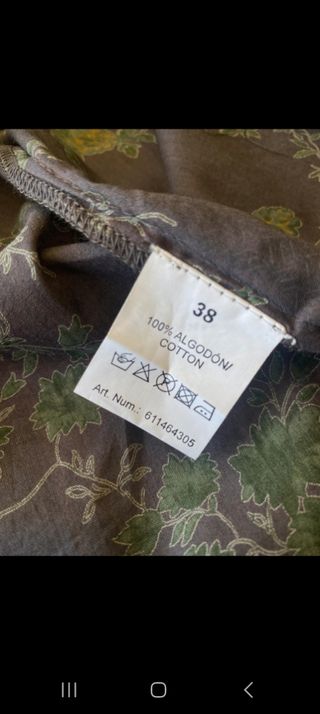 38
100% ALGODÓN/
COTTON
Art. Num.: 611464305